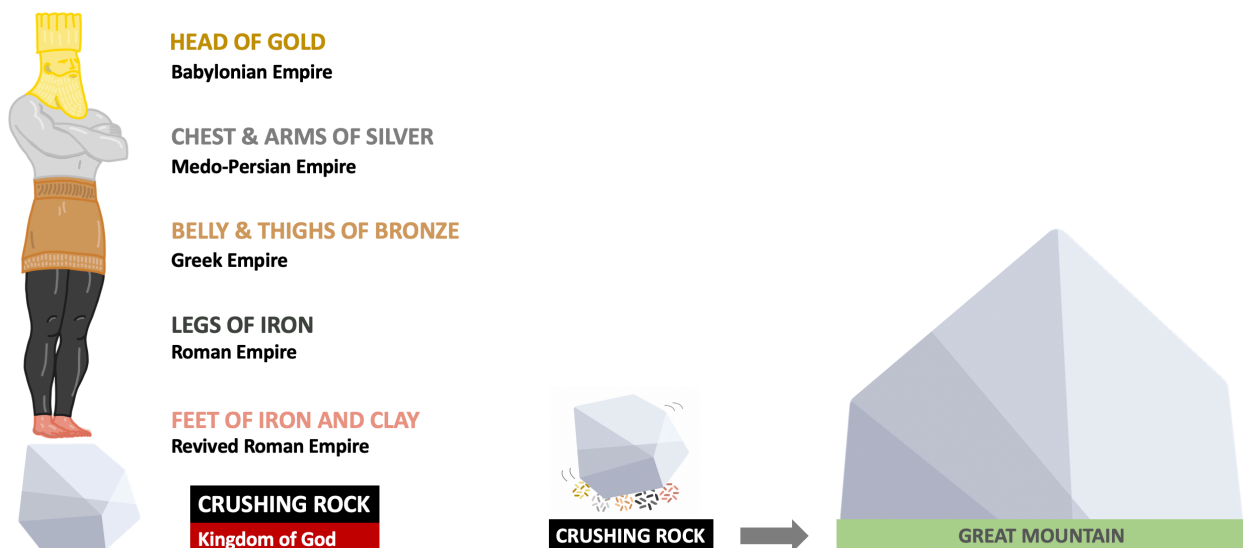 HEAD OF GOLD
Babylonian Empire
CHEST & ARMS OF SILVER
Medo-Persian Empire
BELLY & THIGHS OF BRONZE
Greek Empire
LEGS OF IRON
Roman Empire
FEET OF IRON AND CLAY
Revived Roman Empire
CRUSHING ROCK
Kingdom of God
CRUSHING ROCK
GREAT MOUNTAIN